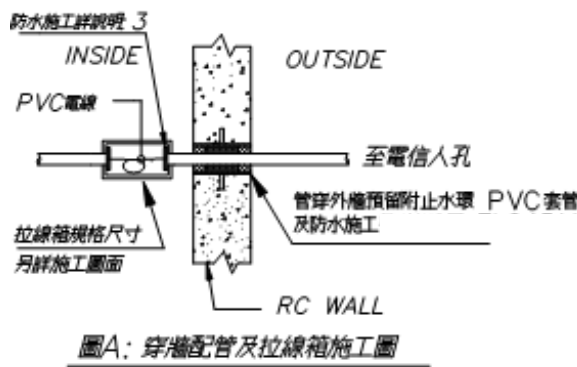 防水施工詳說明 3
INSIDE
OUTSIDE
PVC電線
至電信人孔
管穿外牆預留附止水環 PVC套管
及防水施工
拉線箱規格尺寸
另詳施工圖面
RC WALL
圖A: 穿牆配管及拉線箱施工圖